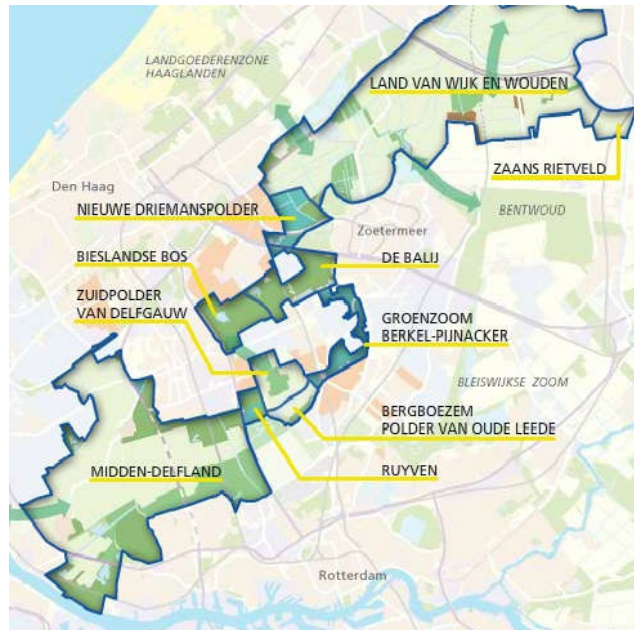 LANDGOEDERENZONE
HAAGLANDEN
LAND VAN WIJK EN WOUDEN
ZAANS RIETVELD
Den Haag
NIEUWE DRIEMANSPOLDER
BENTWOUD
Zoetermeer
BIESLANDSE BOS
DE BALIJ
ZUIDPOLDER
VAN DELFGAUW
GROENZOOM
BERKEL-PIJNACKER
BLEISWIJKSE ZOOM
BERGBOEZEM
POLDER VAN OUDE LEEDE
MIDDEN-DELFLAND
RUYVEN
Rotterdam